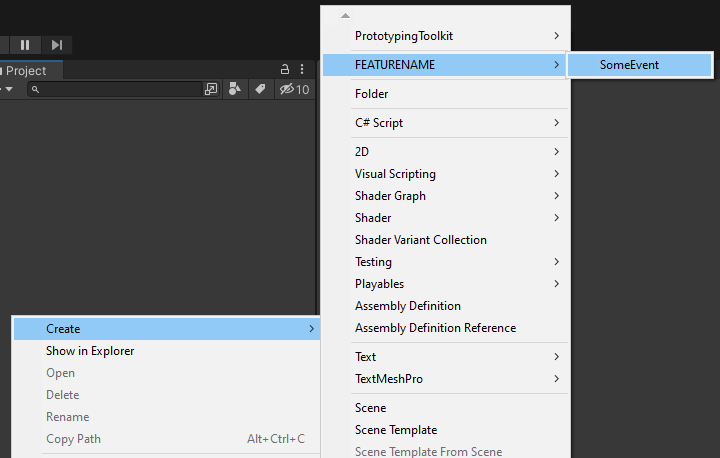 PrototypingToolkit
FEATURENAME
SomeEvent
Project
10
Folder
C# Script
2D
Visual Scripting
Shader Graph
Shader
Shader Variant Collection
Testing
Playables
Assembly Definition
Assembly Definition Reference
Text
TextMeshPro
Scene
Scene Template
Scene Template From Scene
Create
Show in Explorer
Open
Delete
Rename
Copy Path Alt+Ctrl+C